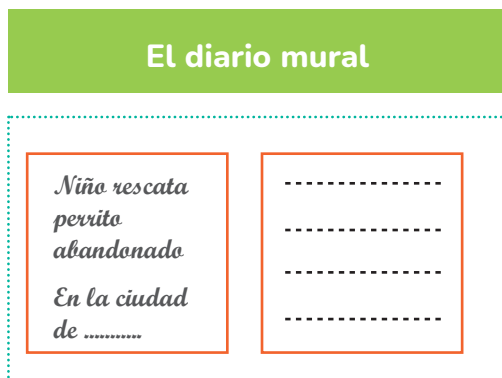 El diario mural
Niño rescata
perrito
abandonado
En la ciudad
de ...........